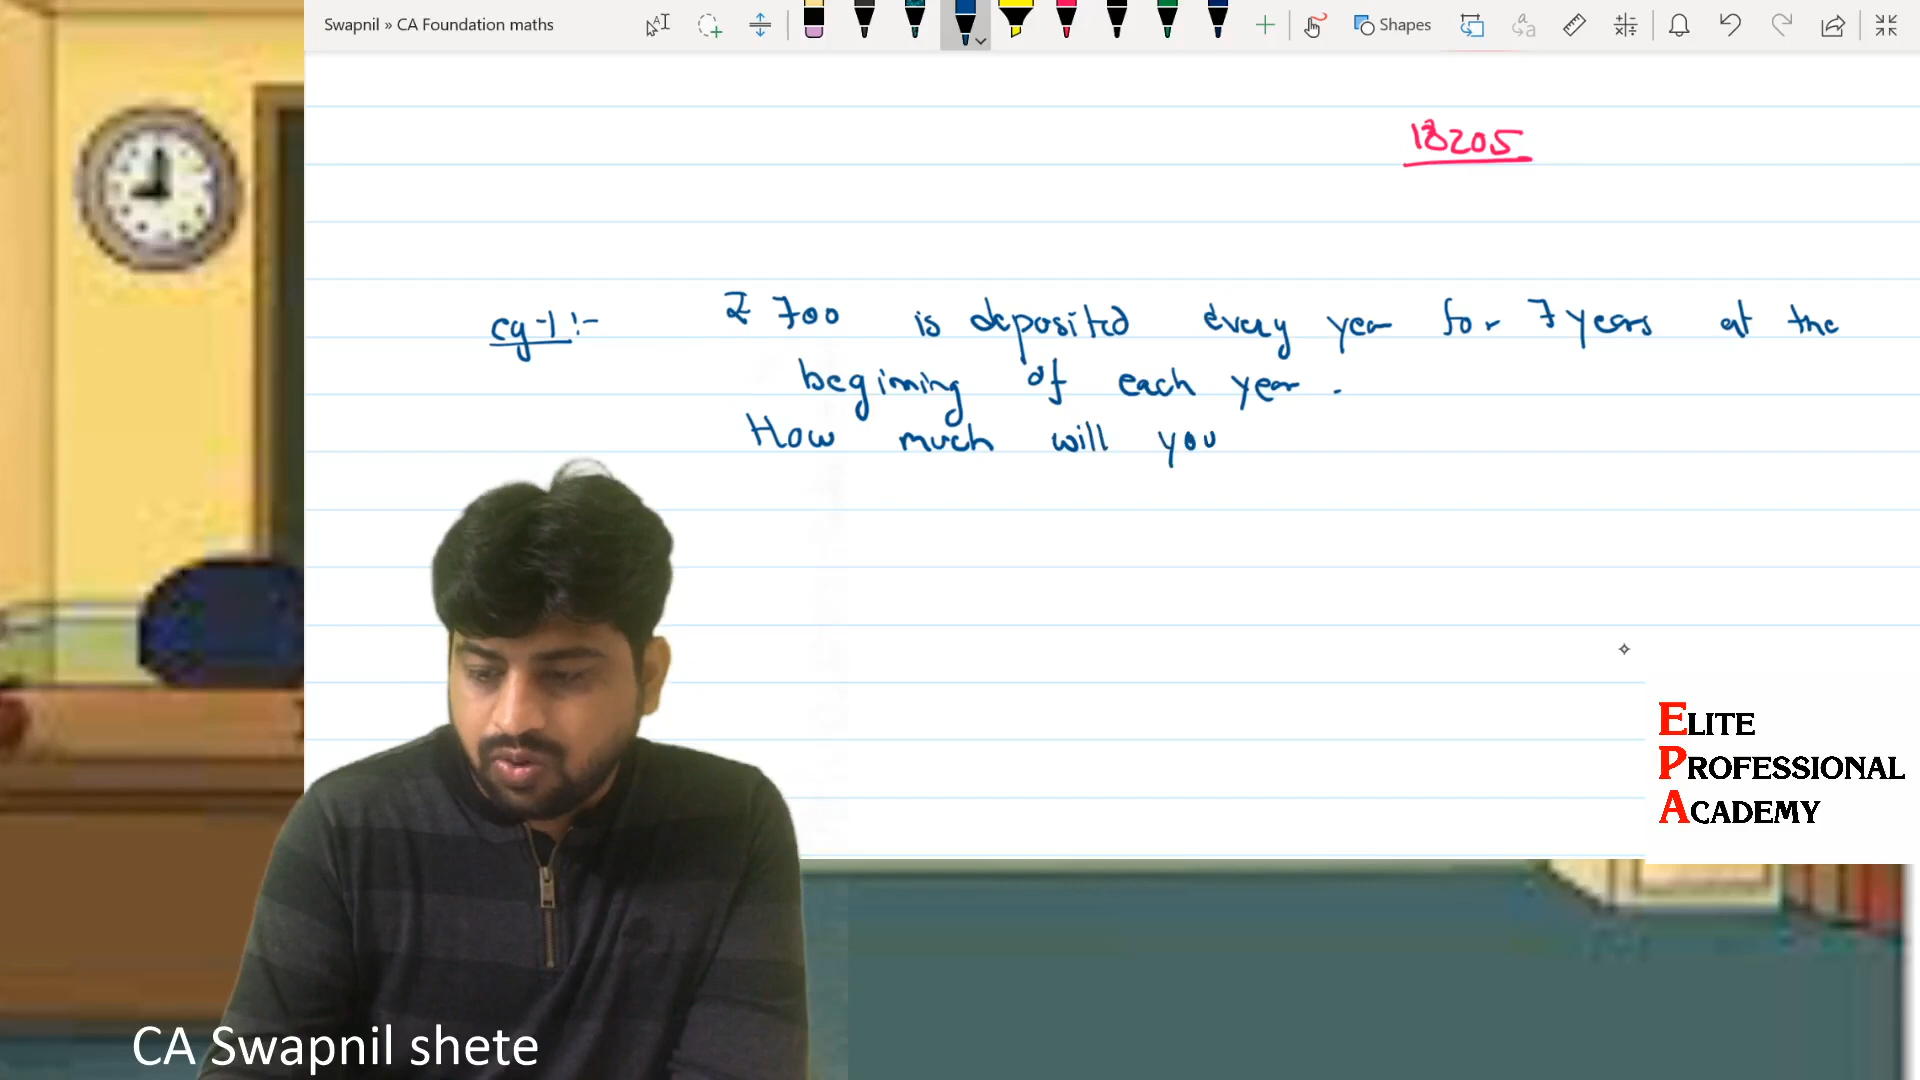 Swapnil » CA Foundation maths
Shapes
18205
eg-1 :- ₹ 700 is deposited every year for 7 years at the
beginning of each year.
How much will you
ELITE
PROFESSIONAL
ACADEMY
CA Swapnil shete